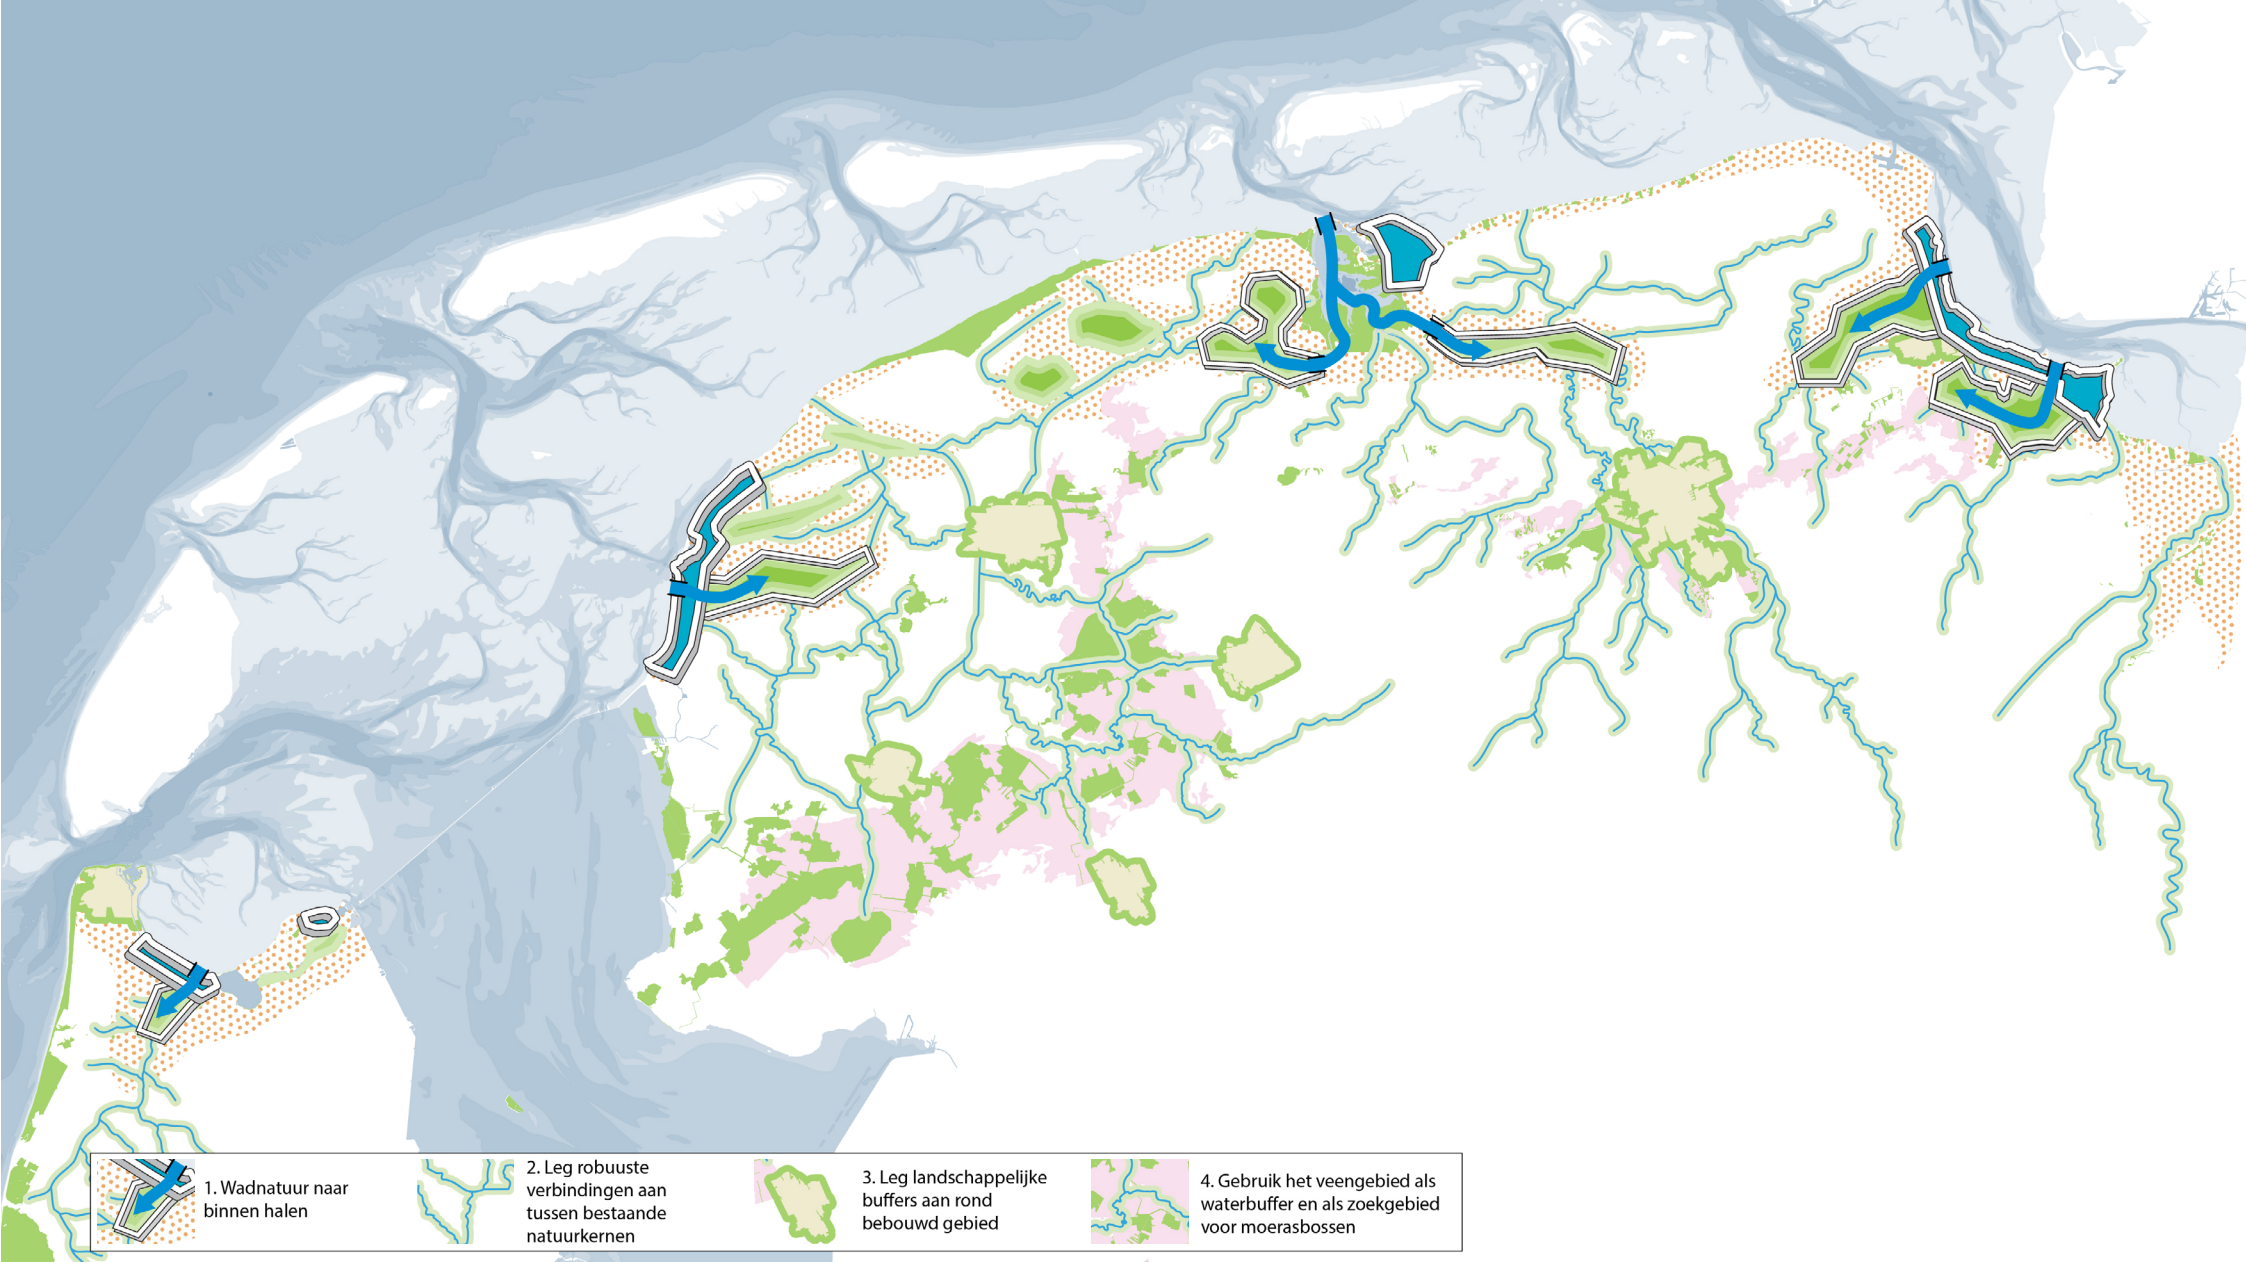 1. Wadnatuur naar
binnen halen
2. Leg robuuste
verbindingen aan
tussen bestaande
natuurkernen
3. Leg landschappelijke
buffers aan rond
bebouwd gebied
4. Gebruik het veengebied als
waterbuffer en als zoekgebied
voor moerasbossen